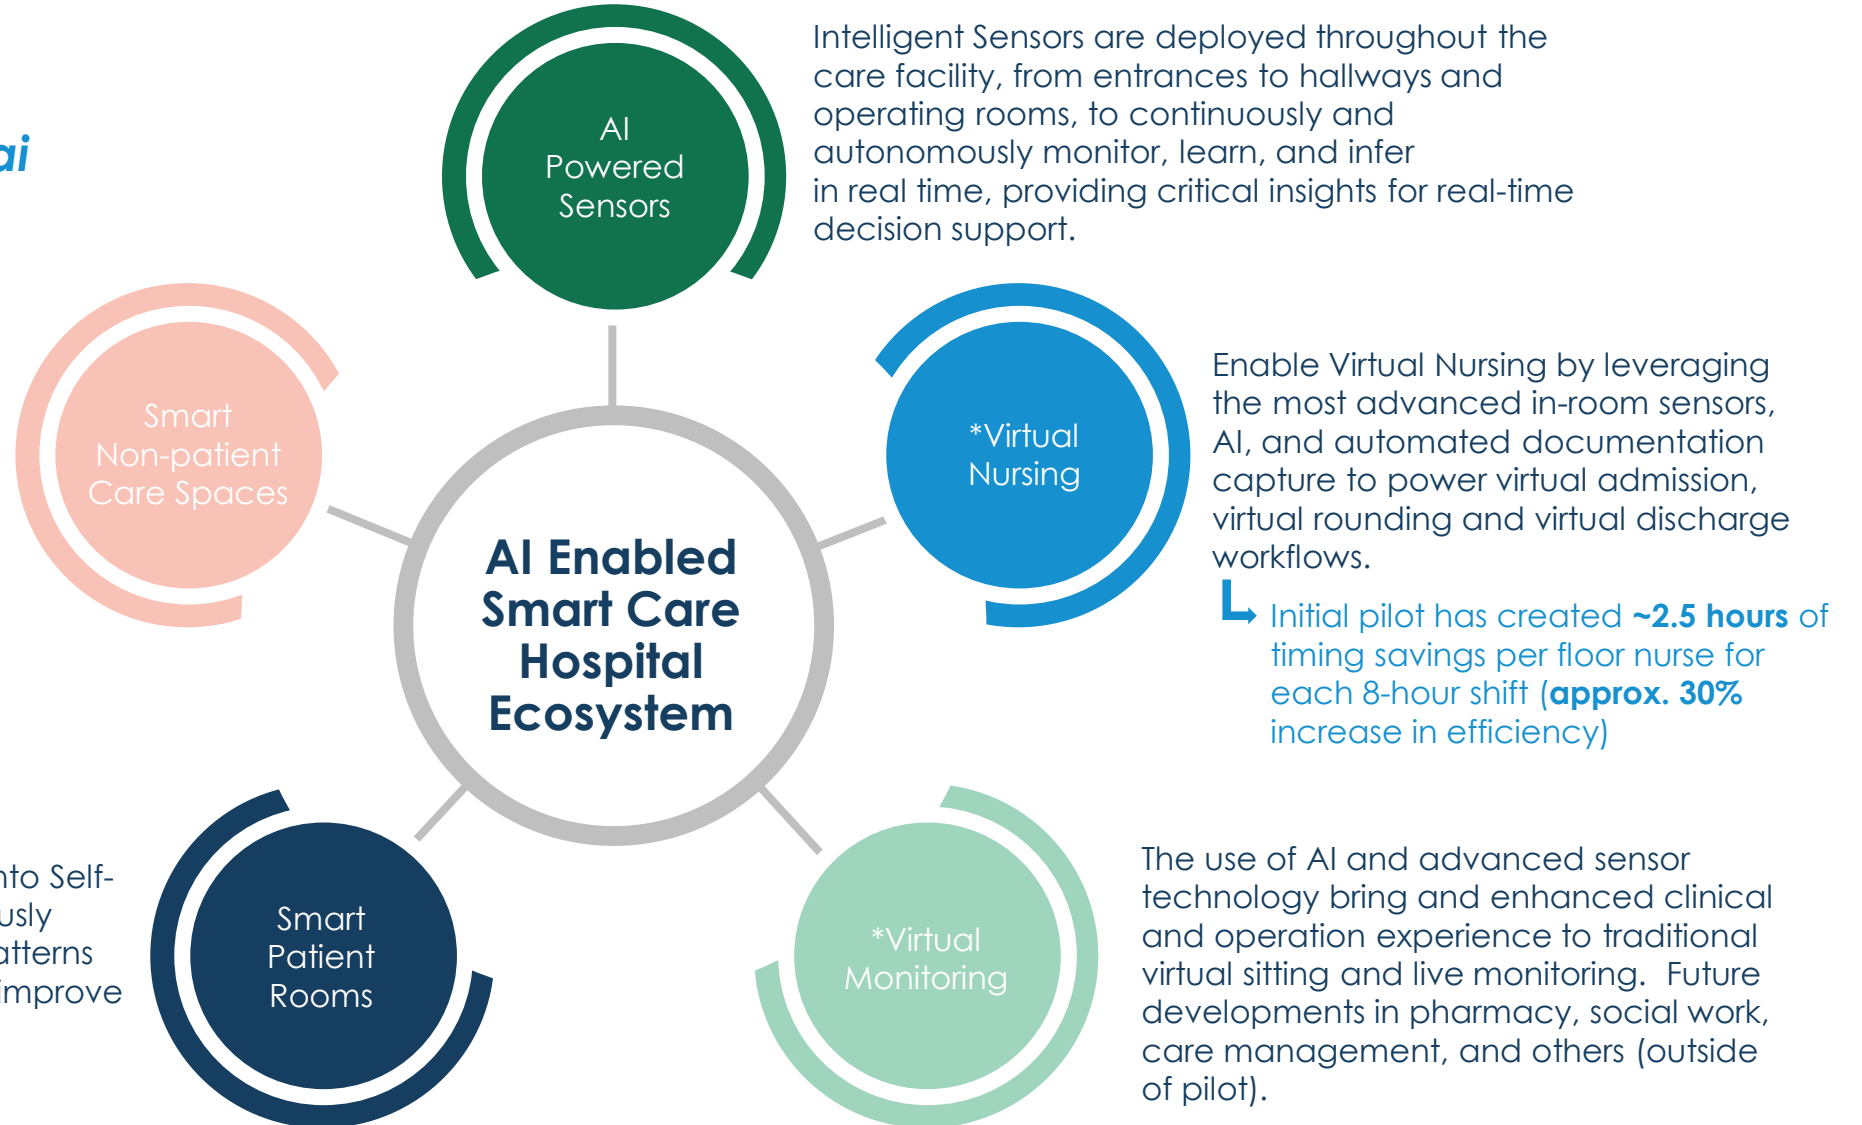 ai
AI
Powered
Sensors
Intelligent Sensors are deployed throughout the
care facility, from entrances to hallways and
operating rooms, to continuously and
autonomously monitor, learn, and infer
in real time, providing critical insights for real-time
decision support.
Smart
Non-patient
Care Spaces
*Virtual
Nursing
Enable Virtual Nursing by leveraging
the most advanced in-room sensors,
AI, and automated documentation
capture to power virtual admission,
virtual rounding and virtual discharge
workflows.
Initial pilot has created ~2.5 hours of
timing savings per floor nurse for
each 8-hour shift (approx. 30%
increase in efficiency)
AI Enabled
Smart Care
Hospital
Ecosystem
Self-
improve
Smart
Patient
Rooms
*Virtual
Monitoring
The use of AI and advanced sensor
technology bring and enhanced clinical
and operation experience to traditional
virtual sitting and live monitoring.  Future
developments in pharmacy, social work,
care management, and others (outside
of pilot).